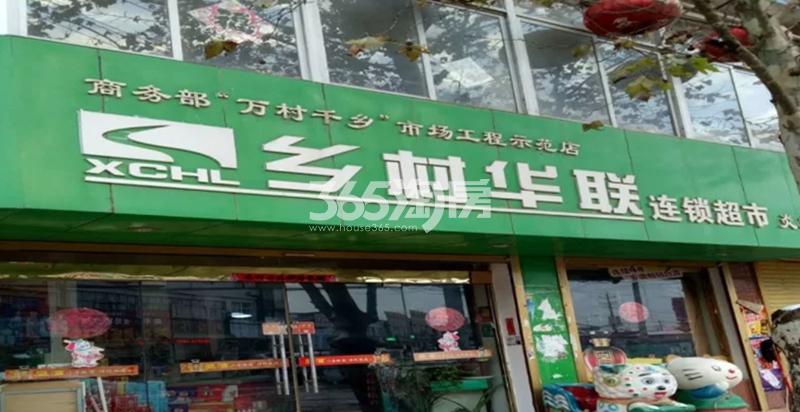 商务部“万村千乡”市场工程示范店
XCHL 乡村华联 连锁超市 炎
365淘房
www.house365.com